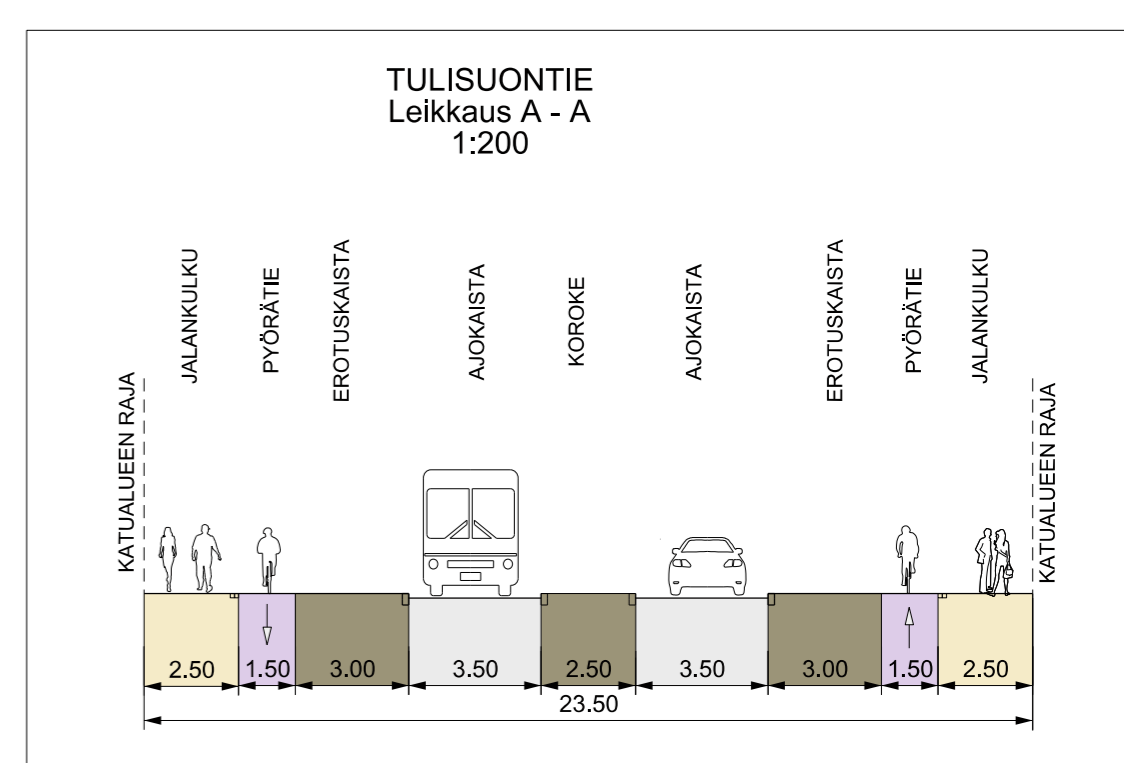 TULISUONTIE
Leikkaus A - A
1:200
KATUALUEEN RAJA
JALANKULKU
PYÖRÄTIE
EROTUSKAISTA
AJOKAISTA
KOROKE
AJOKAISTA
EROTUSKAISTA
PYÖRÄTIE
JALANKULKU
KATUALUEEN RAJA
2.50 1.50 3.00 3.50 2.50 3.50 3.00 1.50 2.50
23.50